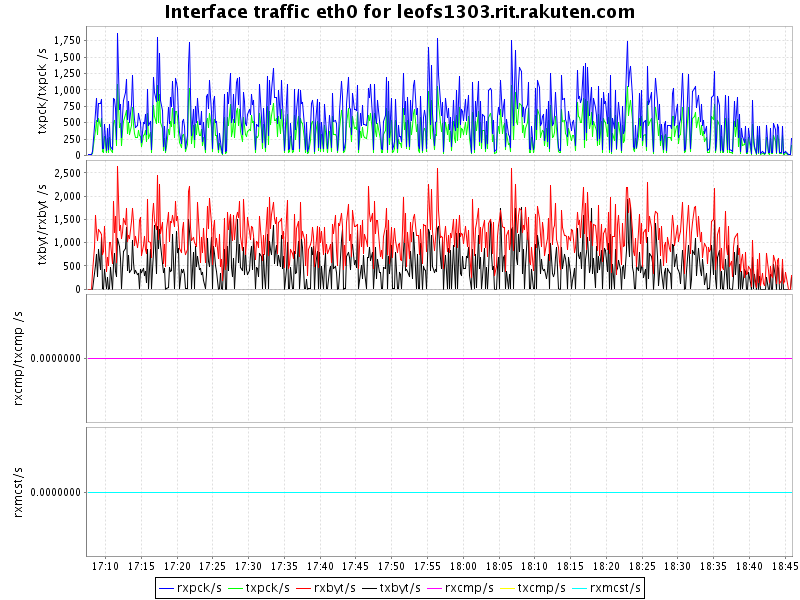 Interface traffic eth0 for leofs1303.rit.rakuten.com
txpck/txpck /s
1,750
1,500
1,250
1,000
750
500
250
0
txbyt/rxbyt /s
2,500
2,000
1,500
1,000
500
0
rxcmp/txcmp /s
0.0000000
rxmcst/s
0.0000000
17:10 17:15 17:20 17:25 17:30 17:35 17:40 17:45 17:50 17:55 18:00 18:05 18:10 18:15 18:20 18:25 18:30 18:35 18:40 18:45
rxpck/s txpck/s rxbyt/s txbyt/s rxcmp/s txcmp/s rxmcst/s